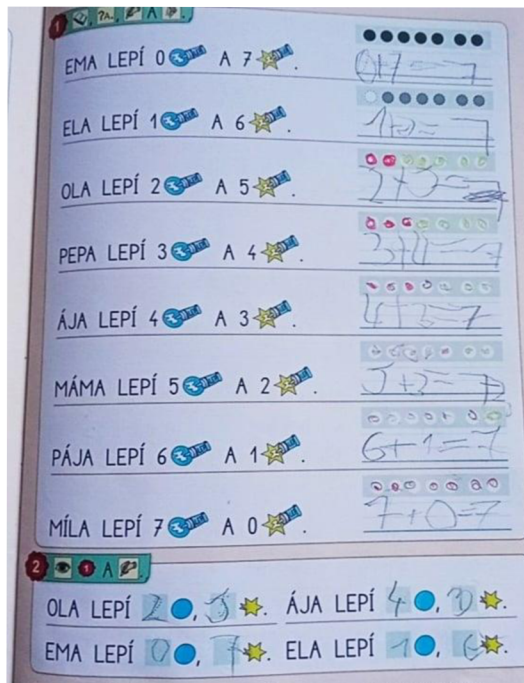 1 ?A. A
EMA LEPÍ 0 A 7.
0+7=7
ELA LEPÍ 1 A 6.
=7
OLA LEPÍ 2 A 5.
2+ =7
PEPA LEPÍ 3 A 4.
3+4=7
ÁJA LEPÍ 4 A 3.
4+3=7
MÁMA LEPÍ 5 A 2.
5+2=7
PÁJA LEPÍ 6 A 1.
6+1=7
MÍLA LEPÍ 7 A 0.
7+0=7
2 1 A
OLA LEPÍ 2, 5. ÁJA LEPÍ 4, 3.
EMA LEPÍ 0, 7. ELA LEPÍ 1, 6.